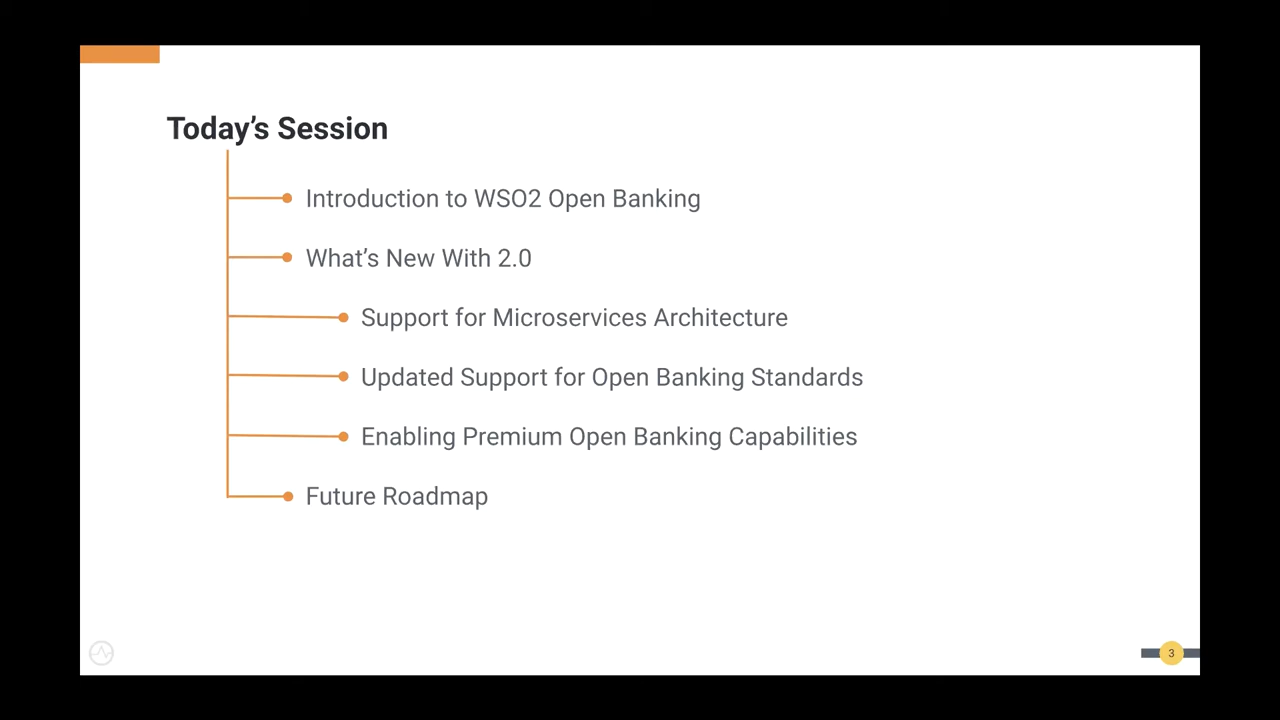 Today’s Session
Introduction to WSO2 Open Banking
What’s New With 2.0
Support for Microservices Architecture
Updated Support for Open Banking Standards
Enabling Premium Open Banking Capabilities
Future Roadmap
3